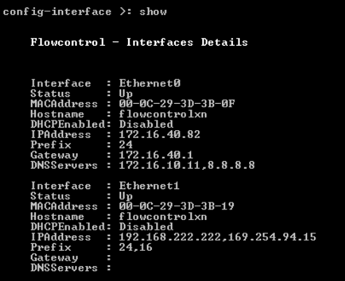 config-interface >: show
Flowcontrol - Interfaces Details
Interface : Ethernet0
Status : Up
MACAddress : 00-0C-29-3D-3B-0F
Hostname : flowcontrolxn
DHCPEnabled: Disabled
IPAddress : 172.16.40.82
Prefix : 24
Gateway : 172.16.40.1
DNSServers : 172.16.10.11,8.8.8.8
Interface : Ethernet1
Status : Up
MACAddress : 00-0C-29-3D-3B-19
Hostname : flowcontrolxn
DHCPEnabled: Disabled
IPAddress : 192.168.222.222,169.254.94.15
Prefix : 24,16
Gateway :
DNSServers :